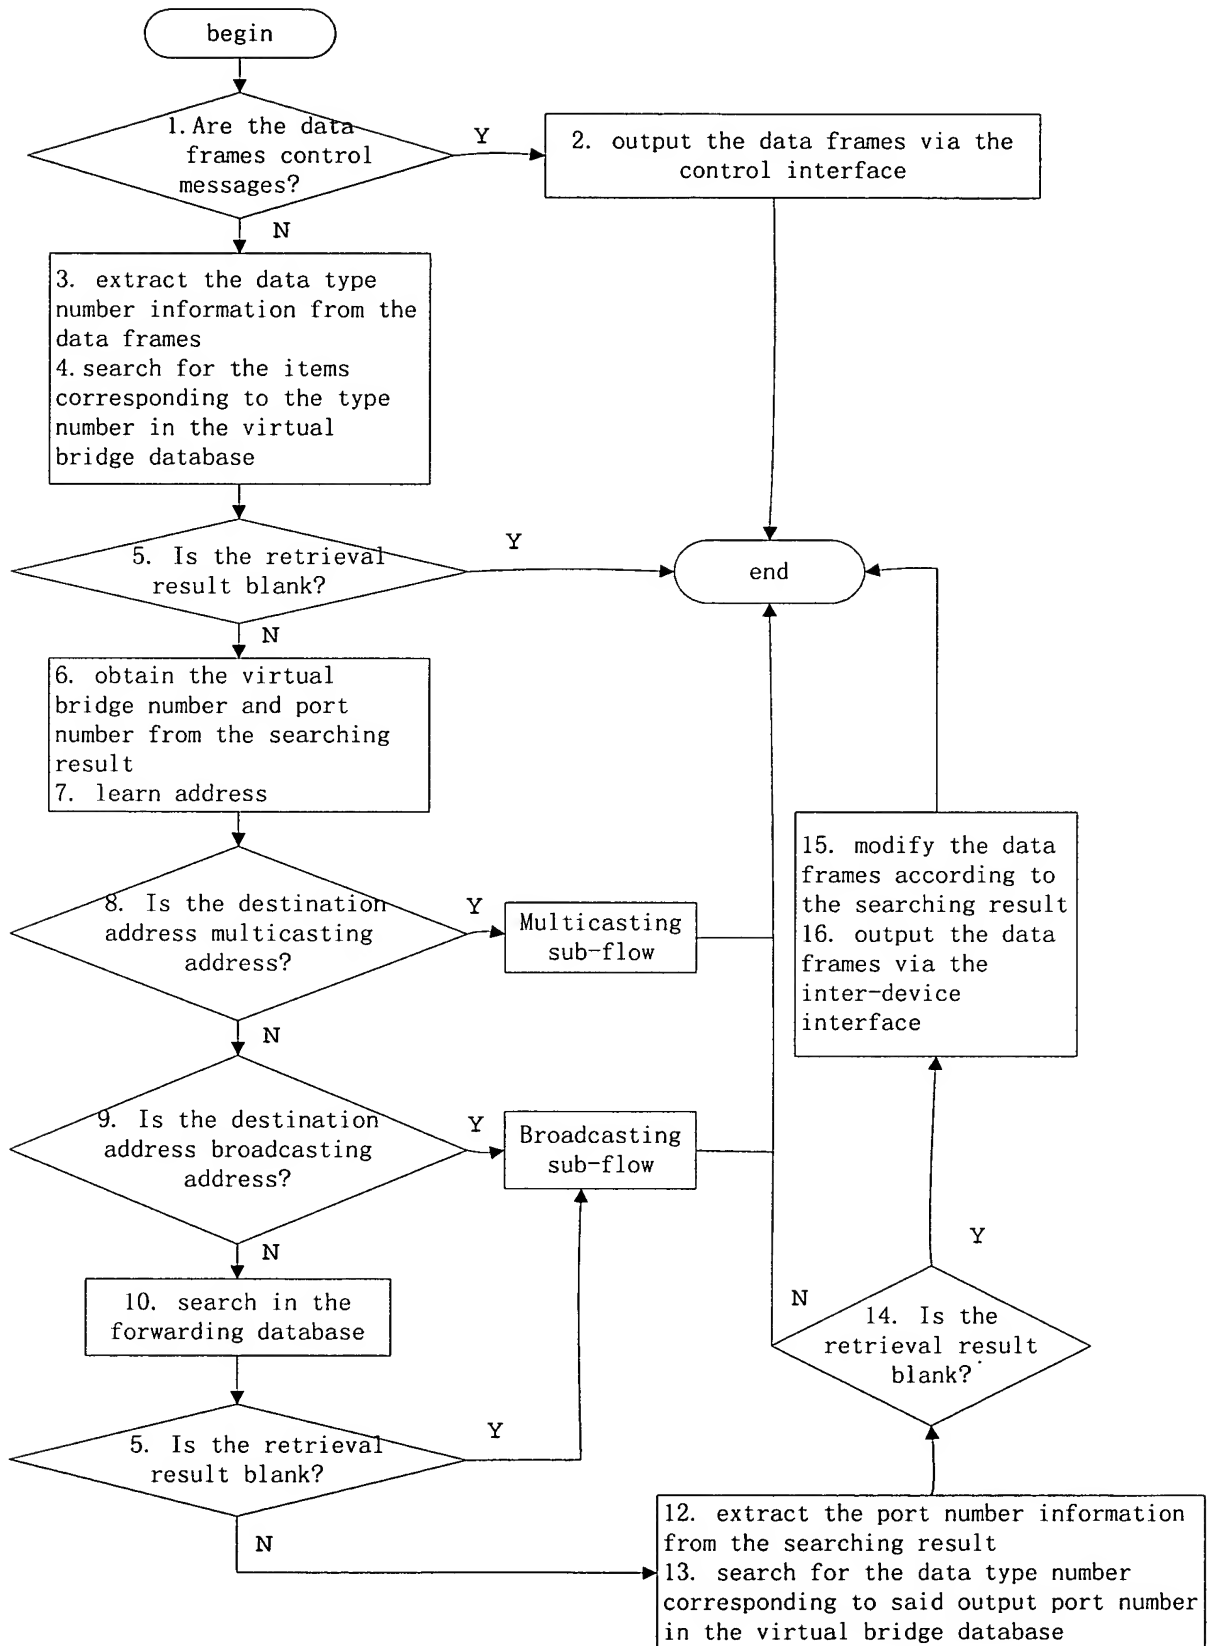 begin
1. Are the data
frames control
messages?
Y
2. output the data frames via the
control interface
N
3. extract the data type
number information from the
data frames
4. search for the items
corresponding to the type
number in the virtual
bridge database
5. Is the retrieval
result blank?
Y
end
N
6. obtain the virtual
bridge number and port
number from the searching
result
7. learn address
8. Is the destination
address multicasting
address?
Y
Multicasting
sub-flow
15. modify the data
frames according to
the searching result
16. output the data
frames via the
inter-device
interface
N
9. Is the destination
address broadcasting
address?
Y
Broadcasting
sub-flow
N
10. search in the
forwarding database
Y
N
14. Is the
retrieval result
blank?
5. Is the retrieval
result blank?
Y
N
12. extract the port number information
from the searching result
13. search for the data type number
corresponding to said output port number
in the virtual bridge database